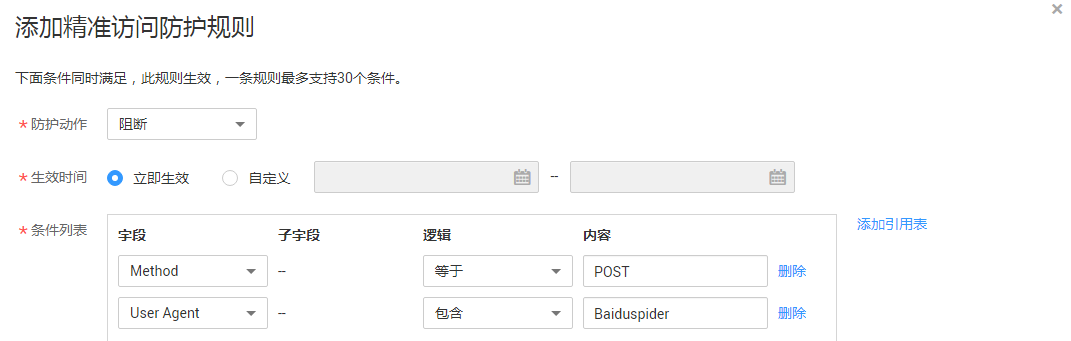 添加精准访问防护规则
下面条件同时满足，此规则生效，一条规则最多支持30个条件。
* 防护动作 阻断
* 生效时间 立即生效 自定义 --
* 条件列表 添加引用表
字段 子字段 逻辑 内容
Method -- 等于 POST 删除
User Agent -- 包含 Baiduspider 删除